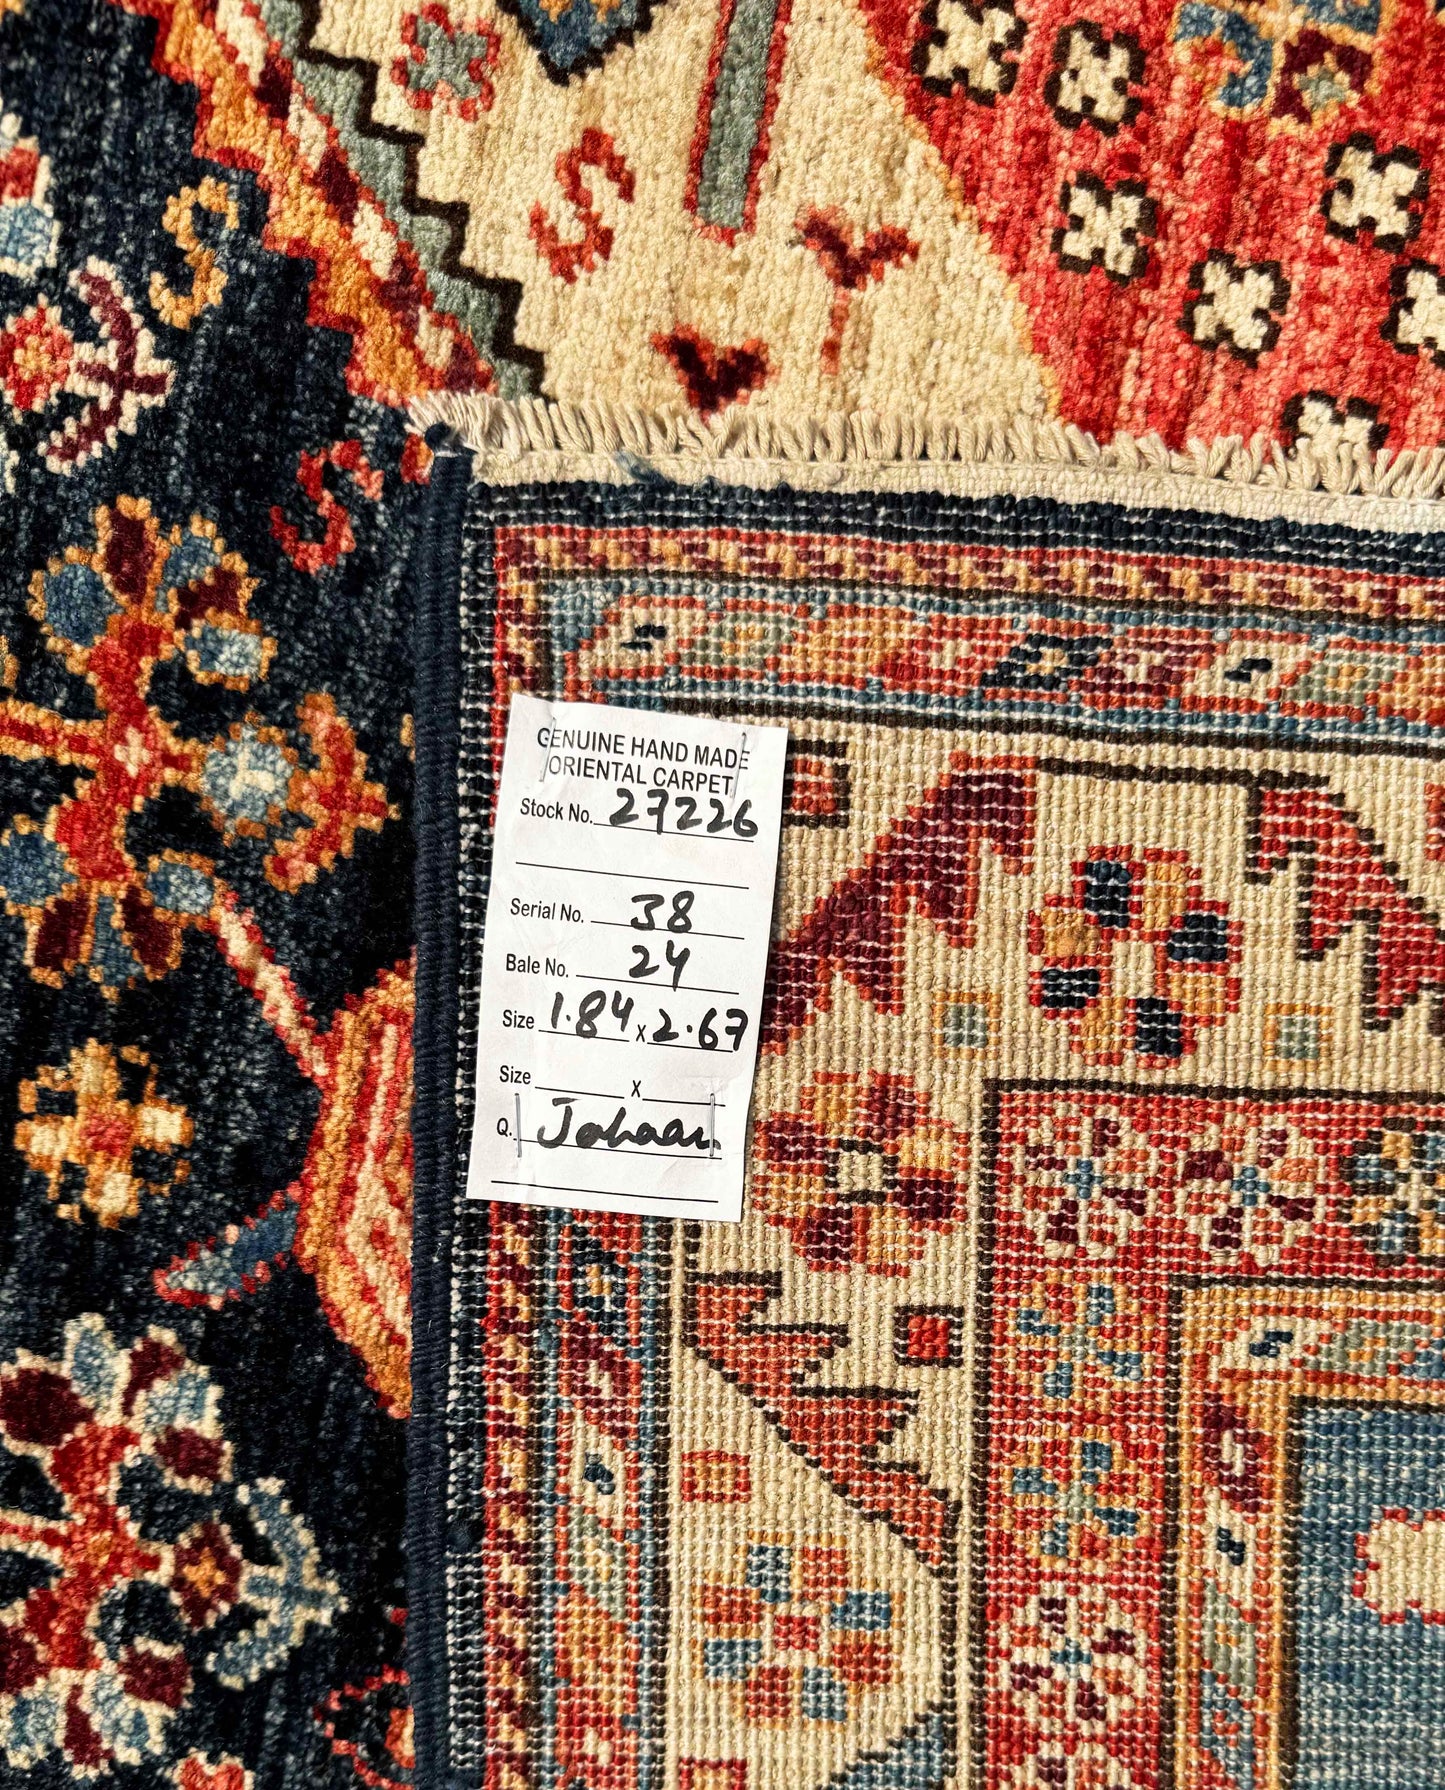 GENUINE HAND MADE
ORIENTAL CARPET
Stock No. 27226
Serial No. 38
Bale No. 24
Size 1.84 x 2.67
Size x
Q. Jahaan